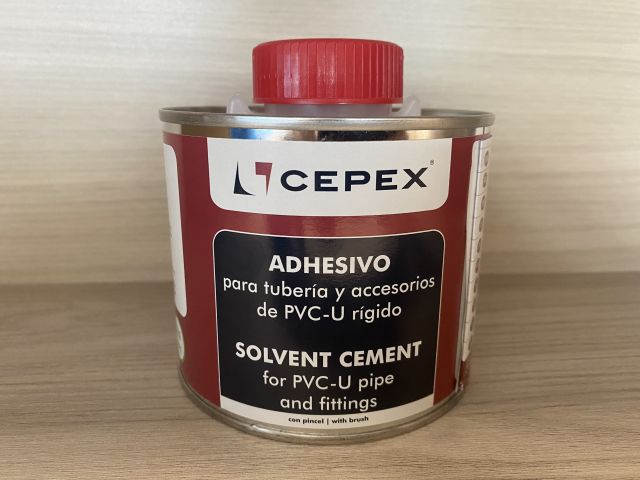 CEPEX®
ADHESIVO
para tubería y accesorios
de PVC-U rígido
SOLVENT CEMENT
for PVC-U pipe
and fittings
con pincel | with brush